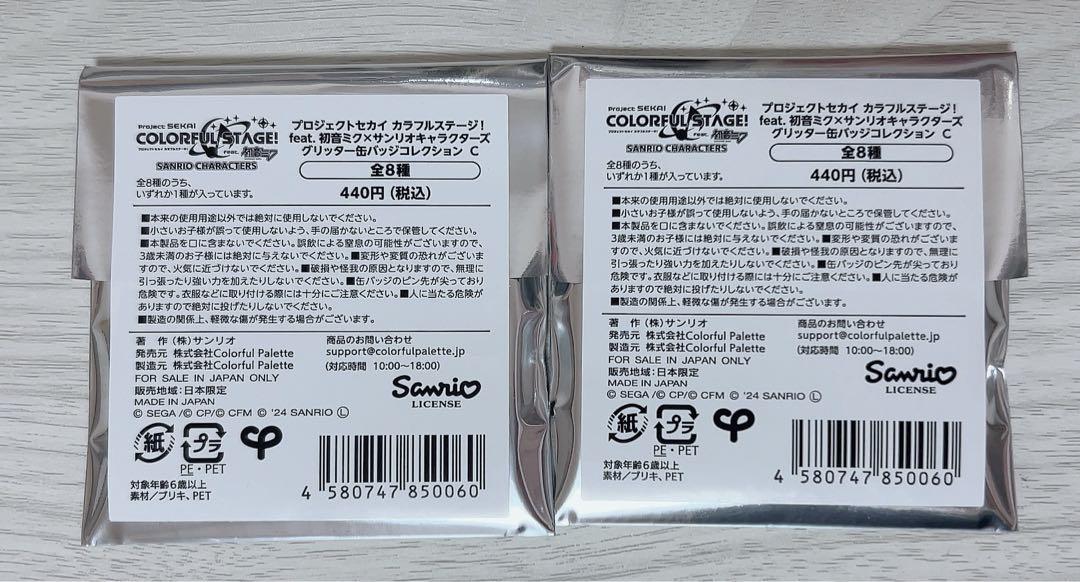 Project SEKAI
COLORFUL STAGE!
プロジェクトセカイ カラフルステージ!
feat. 初音ミク
SANRIO CHARACTERS
プロジェクトセカイ カラフルステージ!
feat. 初音ミク×サンリオキャラクターズ
グリッター缶バッジコレクション C
全8種
440円(税込)
全8種のうち、
いずれか1種が入っています。
■本来の使用用途以外では絶対に使用しないでください。
■小さいお子様が誤って使用しないよう、手の届かないところで保管してください。
■本製品を口に含まないでください。誤飲による窒息の可能性がございますので、
3歳未満のお子様には絶対に与えないでください。■変形や変質の恐れがございま
すので、火気に近づけないでください。■破損や怪我の原因となりますので、無理に
引っ張ったり強い力を加えたりしないでください。■缶バッジのピン先が尖っており
危険です。衣服などに取り付ける際には十分にご注意ください。■人に当たる危険が
ありますので絶対に投げたりしないでください。
■製造の関係上、軽微な傷が発生する場合がございます。
著 作 (株)サンリオ
発売元 株式会社Colorful Palette
製造元 株式会社Colorful Palette
FOR SALE IN JAPAN ONLY
販売地域:日本限定
MADE IN JAPAN
© SEGA /© CP/© CFM © '24 SANRIO Ⓛ
商品のお問い合わせ
support@colorfulpalette.jp
(対応時間 10:00〜18:00)
Sanrio
LICENSE
紙
プラ
PE・PET
対象年齢6歳以上
素材/ブリキ、PET
4 580747 850060
Project SEKAI
COLORFUL STAGE!
プロジェクトセカイ カラフルステージ!
feat. 初音ミク
SANRIO CHARACTERS
プロジェクトセカイ カラフルステージ!
feat. 初音ミク×サンリオキャラクターズ
グリッター缶バッジコレクション C
全8種
440円(税込)
全8種のうち、
いずれか1種が入っています。
■本来の使用用途以外では絶対に使用しないでください。
■小さいお子様が誤って使用しないよう、手の届かないところで保管してください。
■本製品を口に含まないでください。誤飲による窒息の可能性がございますので、
3歳未満のお子様には絶対に与えないでください。■変形や変質の恐れがございま
すので、火気に近づけないでください。■破損や怪我の原因となりますので、無理に
引っ張ったり強い力を加えたりしないでください。■缶バッジのピン先が尖っており
危険です。衣服などに取り付ける際には十分にご注意ください。■人に当たる危険が
ありますので絶対に投げたりしないでください。
■製造の関係上、軽微な傷が発生する場合がございます。
著 作 (株)サンリオ
発売元 株式会社Colorful Palette
製造元 株式会社Colorful Palette
FOR SALE IN JAPAN ONLY
販売地域:日本限定
MADE IN JAPAN
© SEGA /© CP/© CFM © '24 SANRIO Ⓛ
商品のお問い合わせ
support@colorfulpalette.jp
(対応時間 10:00〜18:00)
Sanrio
LICENSE
紙
プラ
PE・PET
対象年齢6歳以上
素材/ブリキ、PET
4 580747 850060